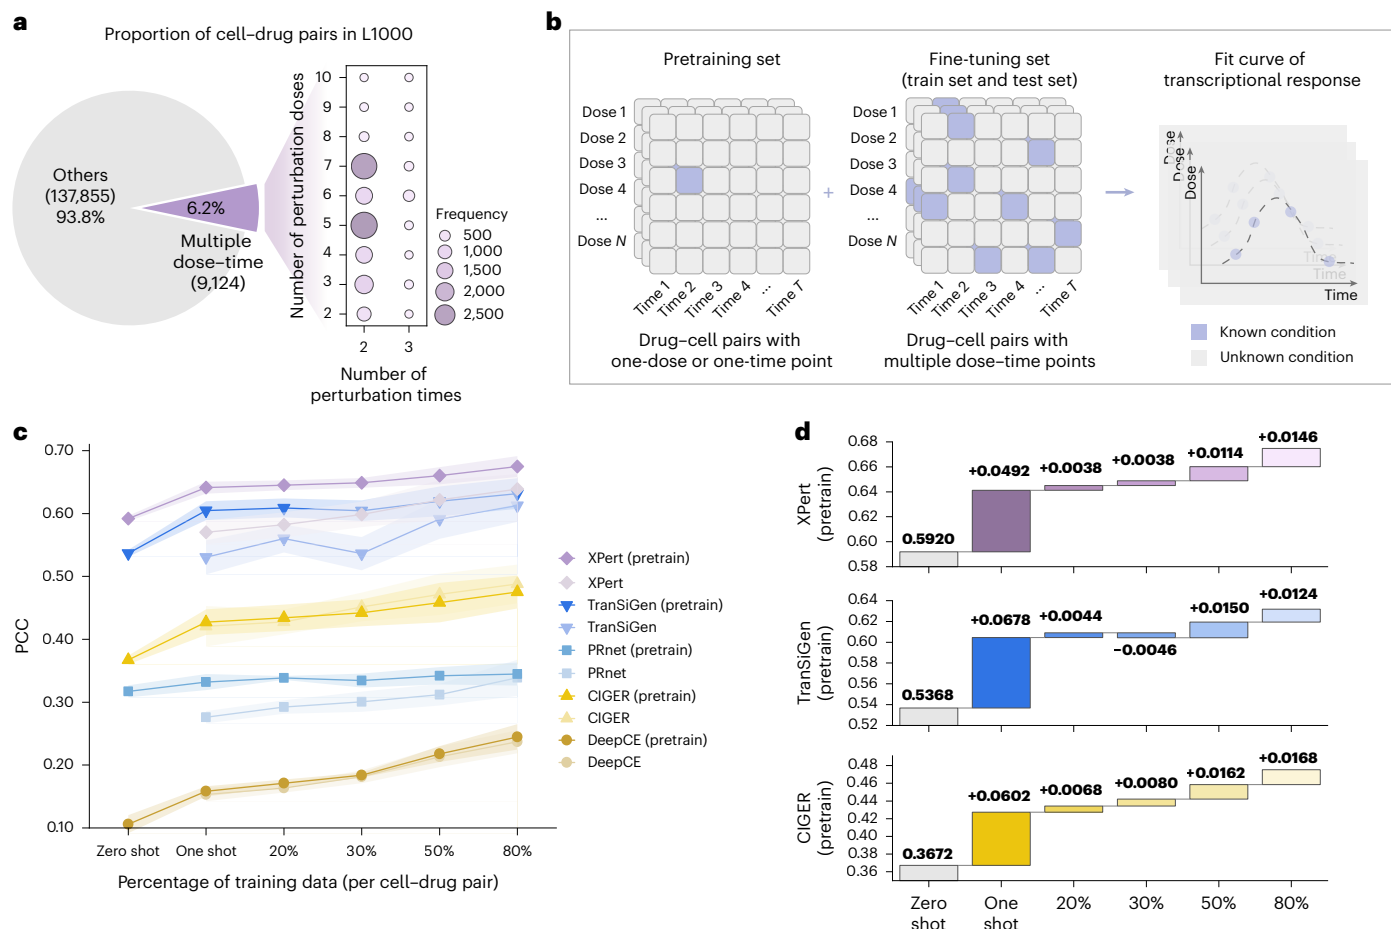 a
Proportion of cell–drug pairs in L1000
Others
(137,855)
93.8%
6.2%
Multiple
dose–time
(9,124)
Number of perturbation doses
10
9
8
7
6
5
4
3
2
2
3
Number of
perturbation times
Frequency
500
1,000
1,500
2,000
2,500
b
Pretraining set
Dose 1
Dose 2
Dose 3
Dose 4
...
Dose N
Time 1
Time 2
Time 3
Time 4
...
Time T
Drug–cell pairs with
one-dose or one-time point
+
Fine-tuning set
(train set and test set)
Dose 1
Dose 2
Dose 3
Dose 4
...
Dose N
Time 1
Time 2
Time 3
Time 4
...
Time T
Drug–cell pairs with
multiple dose–time points
Fit curve of
transcriptional response
Dose
Dose
Dose
Time
Time
Time
Known condition
Unknown condition
c
PCC
0.70
0.60
0.50
0.40
0.30
0.20
0.10
Zero shot
One shot
20%
30%
50%
80%
Percentage of training data (per cell–drug pair)
XPert (pretrain)
XPert
TranSiGen (pretrain)
TranSiGen
PRnet (pretrain)
PRnet
CIGER (pretrain)
CIGER
DeepCE (pretrain)
DeepCE
d
XPert
(pretrain)
0.68
0.66
0.64
0.62
0.60
0.58
0.5920
+0.0492
+0.0038
+0.0038
+0.0114
+0.0146
TranSiGen
(pretrain)
0.64
0.62
0.60
0.58
0.56
0.54
0.52
0.5368
+0.0678
+0.0044
−0.0046
+0.0150
+0.0124
CIGER
(pretrain)
0.48
0.46
0.44
0.42
0.40
0.38
0.36
0.3672
+0.0602
+0.0068
+0.0080
+0.0162
+0.0168
Zero
shot
One
shot
20%
30%
50%
80%